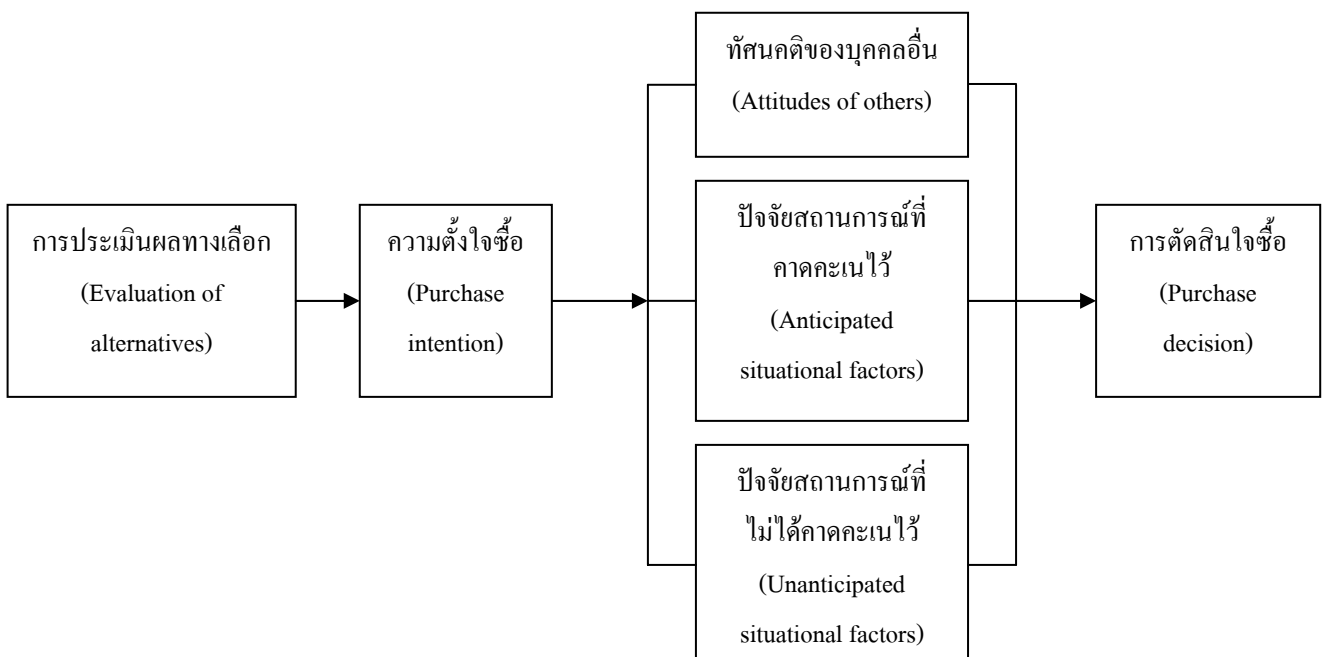 การประเมินผลทางเลือก
(Evaluation of
alternatives)
ความตั้งใจซื้อ
(Purchase
intention)
ทัศนคติของบุคคลอื่น
(Attitudes of others)
ปัจจัยสถานการณ์ที่
คาดคะเนไว้
(Anticipated
situational factors)
ปัจจัยสถานการณ์ที่
ไม่ได้คาดคะเนไว้
(Unanticipated
situational factors)
การตัดสินใจซื้อ
(Purchase
decision)